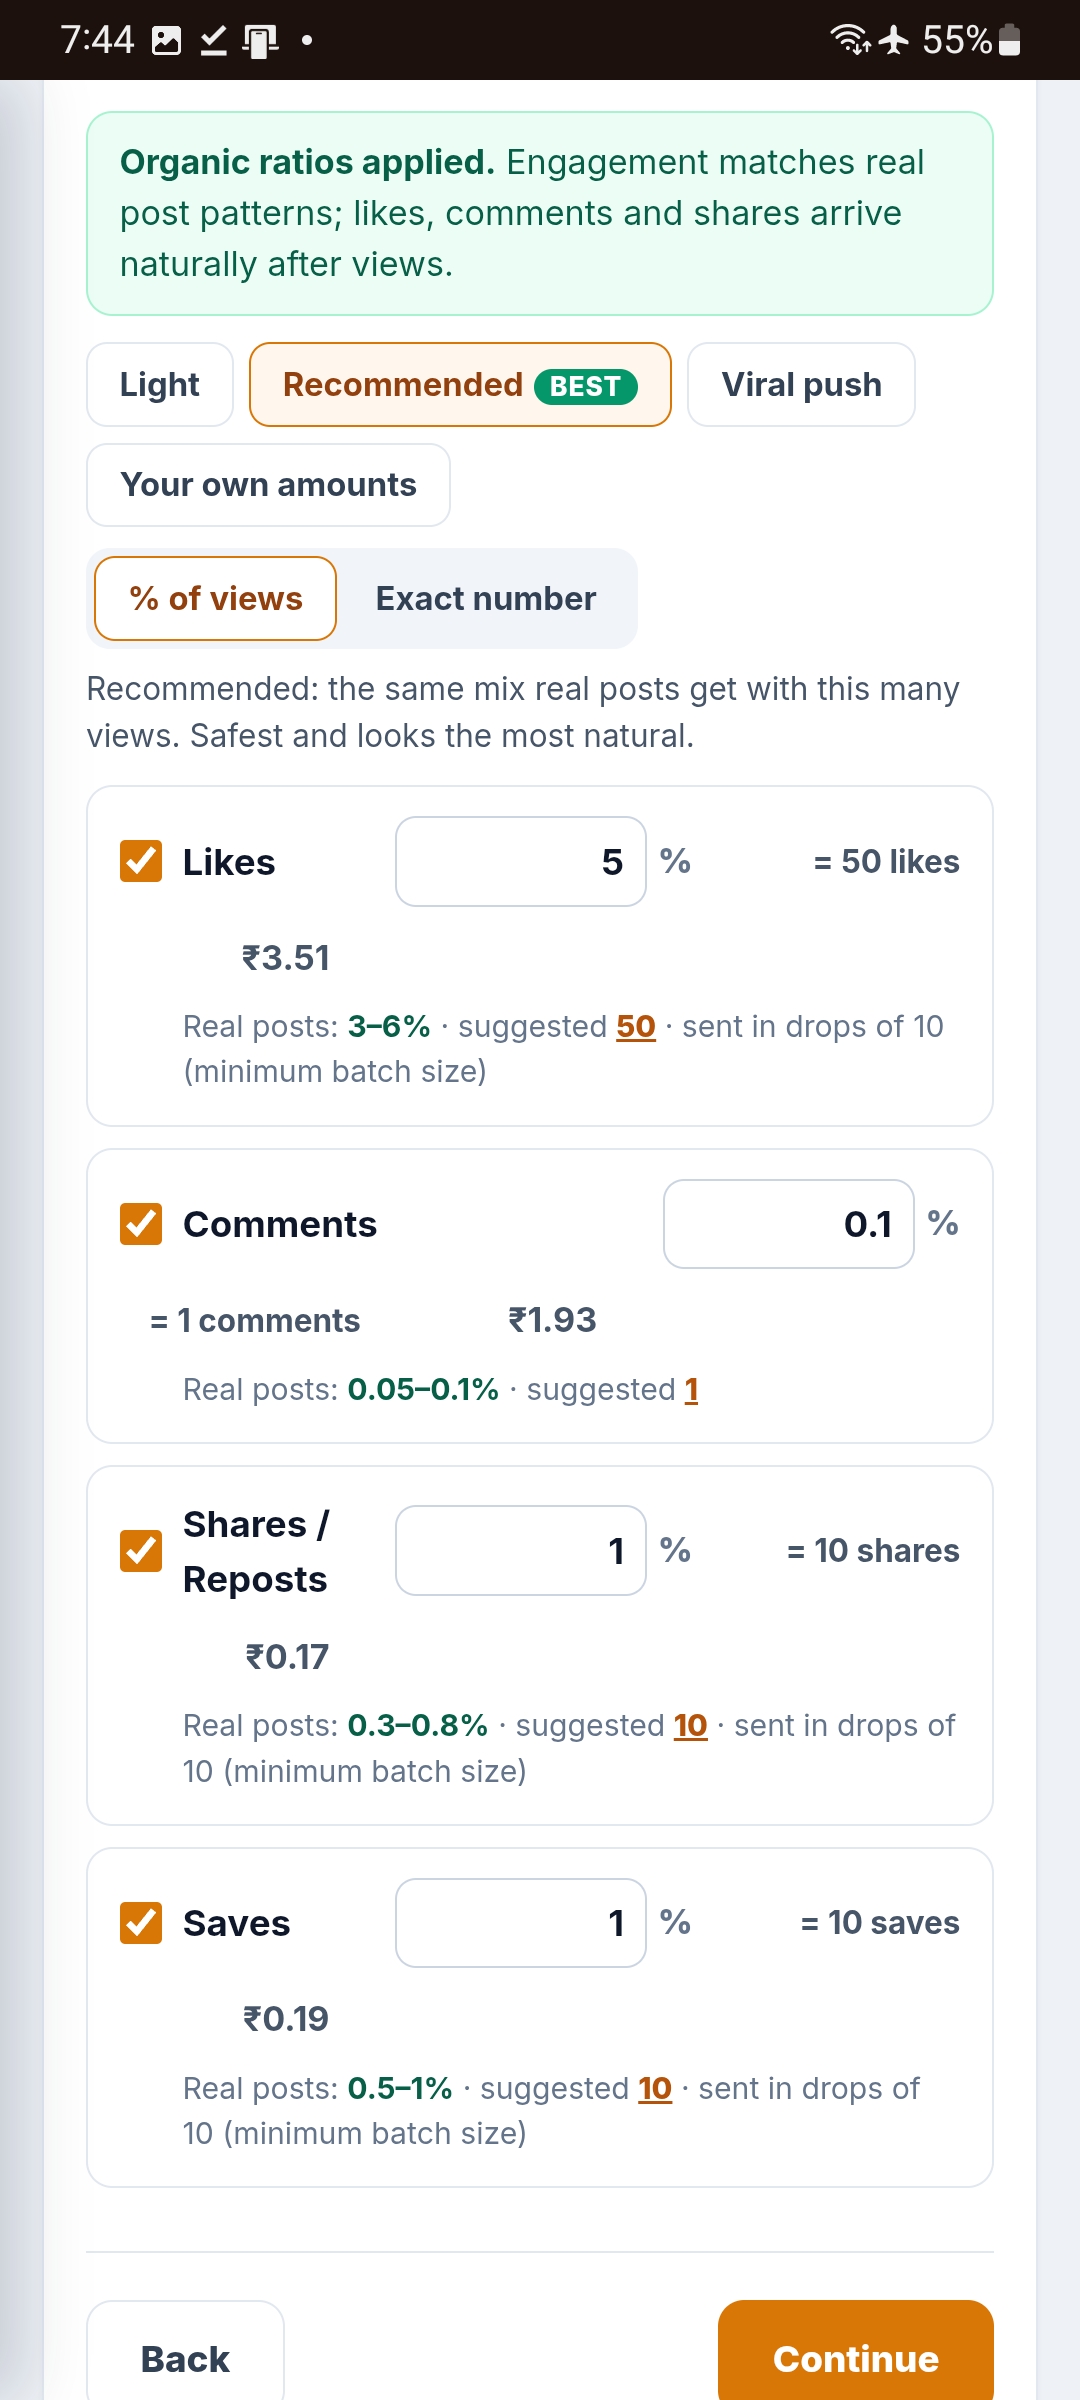 7:44
55%
Organic ratios applied. Engagement matches real
post patterns; likes, comments and shares arrive
naturally after views.
Light
Recommended BEST
Viral push
Your own amounts
% of views
Exact number
Recommended: the same mix real posts get with this many
views. Safest and looks the most natural.
Likes
5 %
= 50 likes
₹3.51
Real posts: 3–6% · suggested 50 · sent in drops of 10
(minimum batch size)
Comments
0.1 %
= 1 comments
₹1.93
Real posts: 0.05–0.1% · suggested 1
Shares /
Reposts
1 %
= 10 shares
₹0.17
Real posts: 0.3–0.8% · suggested 10 · sent in drops of
10 (minimum batch size)
Saves
1 %
= 10 saves
₹0.19
Real posts: 0.5–1% · suggested 10 · sent in drops of
10 (minimum batch size)
Back
Continue